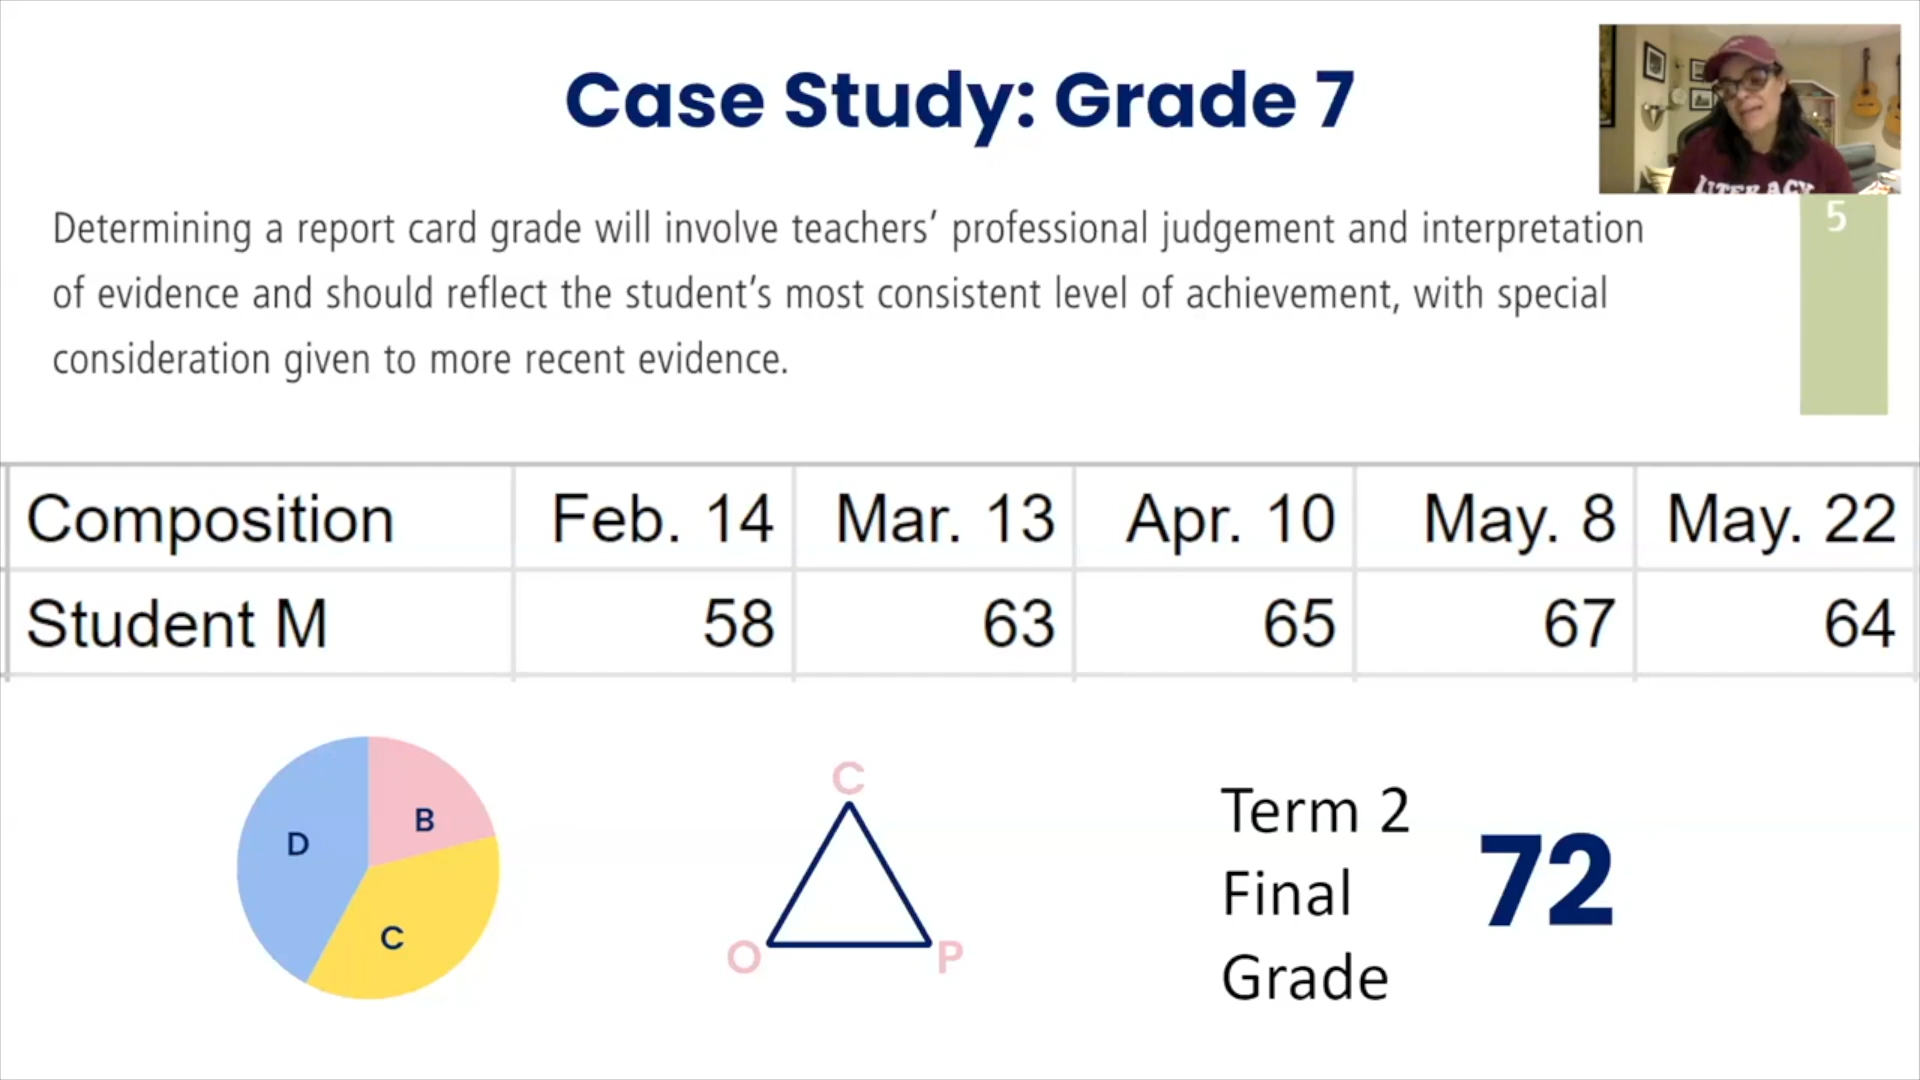 Case Study: Grade 7
LITERACY
5
Determining a report card grade will involve teachers’ professional judgement and interpretation
of evidence and should reflect the student’s most consistent level of achievement, with special
consideration given to more recent evidence.
Composition Feb. 14 Mar. 13 Apr. 10 May. 8 May. 22
Student M 58 63 65 67 64
D B C
C
O P
Term 2
Final
Grade
72